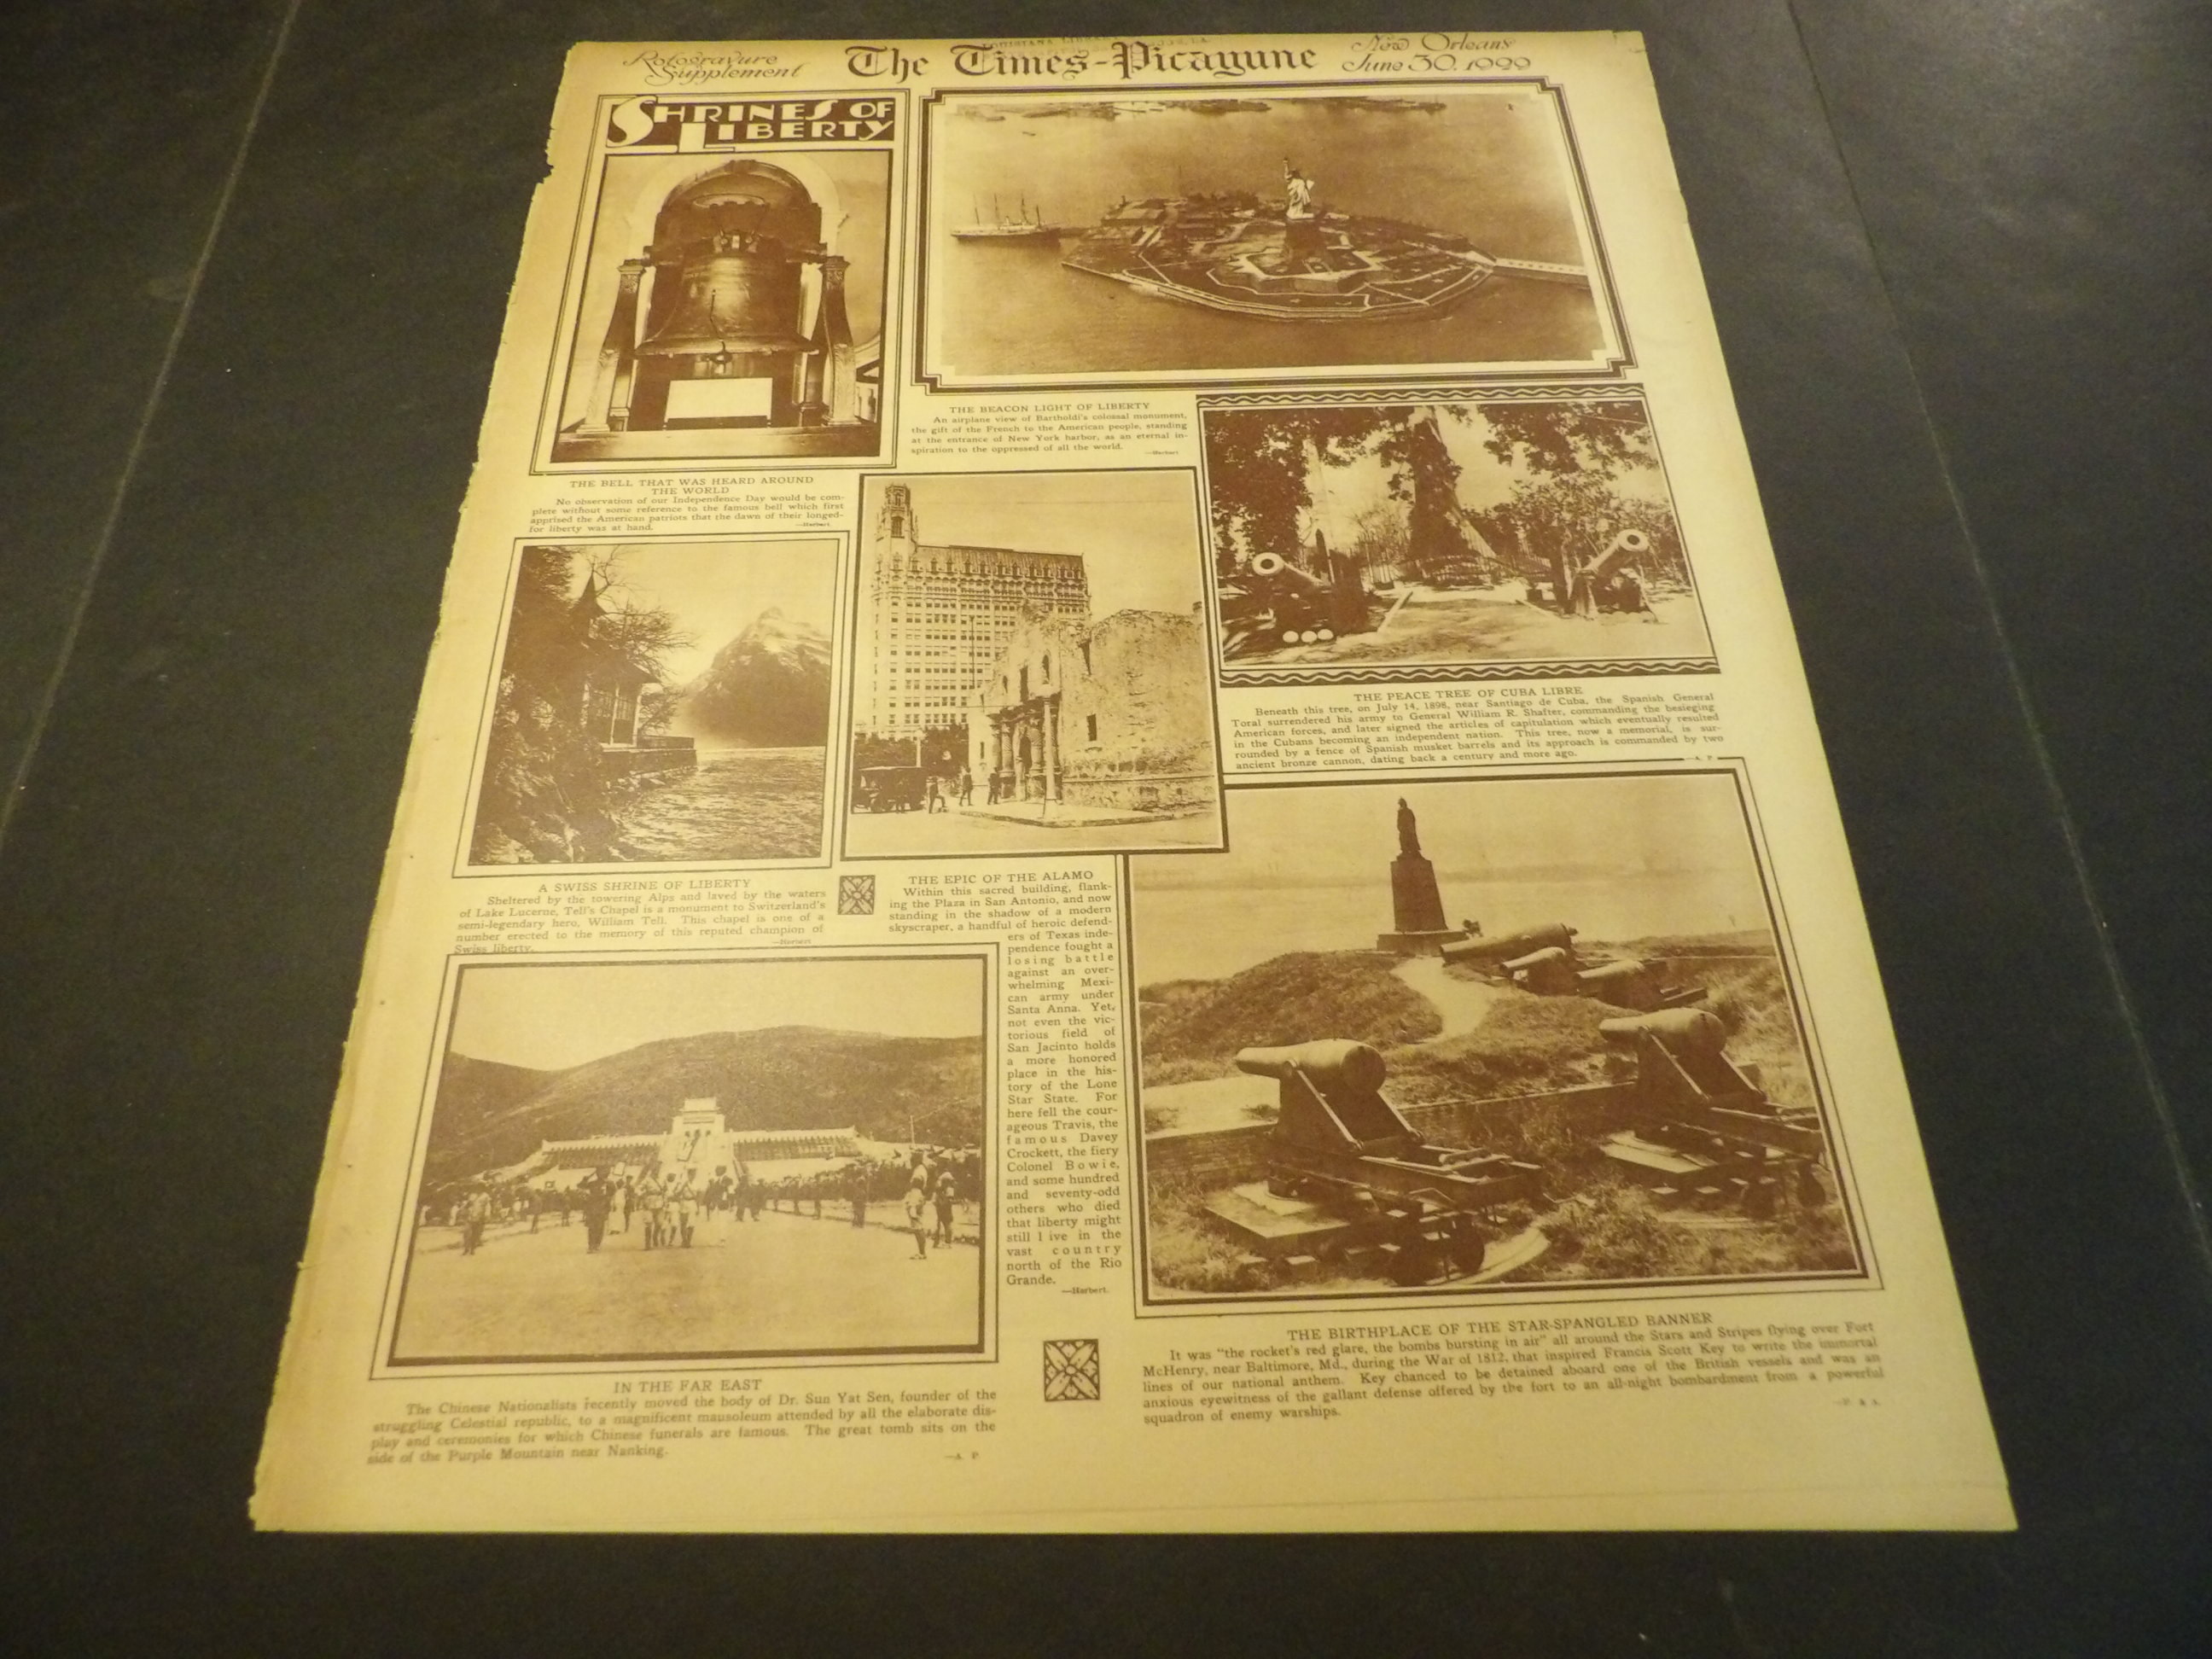 Rotogravure
Supplement
The Times-Picayune
New Orleans
June 30, 1929
SHRINES OF
LIBERTY
THE BELL THAT WAS HEARD AROUND
THE WORLD
No observation of our Independence Day would be com-
plete without some reference to the famous bell which first
apprised the American patriots that the dawn of their longed-
for liberty was at hand.
—Herbert
THE BEACON LIGHT OF LIBERTY
An airplane view of Bartholdi's colossal monument,
the gift of the French to the American people, standing
at the entrance of New York harbor, as an eternal in-
spiration to the oppressed of all the world.
—Herbert
THE PEACE TREE OF CUBA LIBRE
Beneath this tree, on July 14, 1898, near Santiago de Cuba, the Spanish General
Toral surrendered his army to General William R. Shafter, commanding the besieging
American forces, and later signed the articles of capitulation which eventually resulted
in the Cubans becoming an independent nation. This tree, now a memorial, is sur-
rounded by a fence of Spanish musket barrels and its approach is commanded by two
ancient bronze cannon, dating back a century and more ago.
—A. P.
A SWISS SHRINE OF LIBERTY
Sheltered by the towering Alps and laved by the waters
of Lake Lucerne, Tell's Chapel is a monument to Switzerland's
semi-legendary hero, William Tell. This chapel is one of a
number erected to the memory of this reputed champion of
Swiss liberty.
—Herbert
THE EPIC OF THE ALAMO
Within this sacred building, flank-
ing the Plaza in San Antonio, and now
standing in the shadow of a modern
skyscraper, a handful of heroic defend-
ers of Texas inde-
pendence fought a
losing battle
against an over-
whelming Mexi-
can army under
Santa Anna. Yet,
not even the vic-
torious field of
San Jacinto holds
a more honored
place in the his-
tory of the Lone
Star State. For
here fell the cour-
ageous Travis, the
famous Davey
Crockett, the fiery
Colonel Bowie,
and some hundred
and seventy-odd
others who died
that liberty might
still live in the
vast country
north of the Rio
Grande.
—Herbert.
IN THE FAR EAST
The Chinese Nationalists recently moved the body of Dr. Sun Yat Sen, founder of the
struggling Celestial republic, to a magnificent mausoleum attended by all the elaborate dis-
play and ceremonies for which Chinese funerals are famous. The great tomb sits on the
side of the Purple Mountain near Nanking.
—A. P
THE BIRTHPLACE OF THE STAR-SPANGLED BANNER
It was "the rocket's red glare, the bombs bursting in air" all around the Stars and Stripes flying over Fort
McHenry, near Baltimore, Md., during the War of 1812, that inspired Francis Scott Key to write the immortal
lines of our national anthem. Key chanced to be detained aboard one of the British vessels and was an
anxious eyewitness of the gallant defense offered by the fort to an all-night bombardment from a powerful
squadron of enemy warships.
—P. & A.